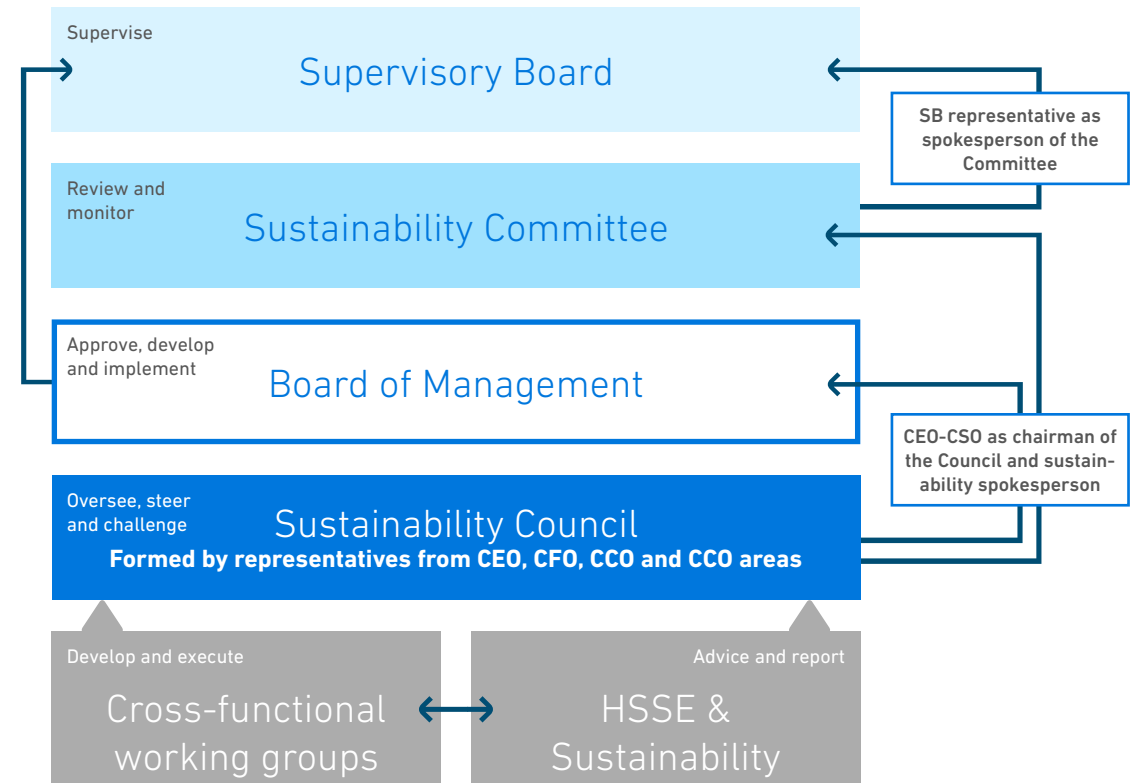 Supervise
Supervisory Board
SB representative as
spokesperson of the
Committee
Review and
monitor
Sustainability Committee
Approve, develop
and implement
Board of Management
CEO-CSO as chairman of
the Council and sustain-
ability spokesperson
Oversee, steer
and challenge
Sustainability Council
Formed by representatives from CEO, CFO, CCO and CCO areas
Develop and execute
Cross-functional
working groups
Advice and report
HSSE &
Sustainability